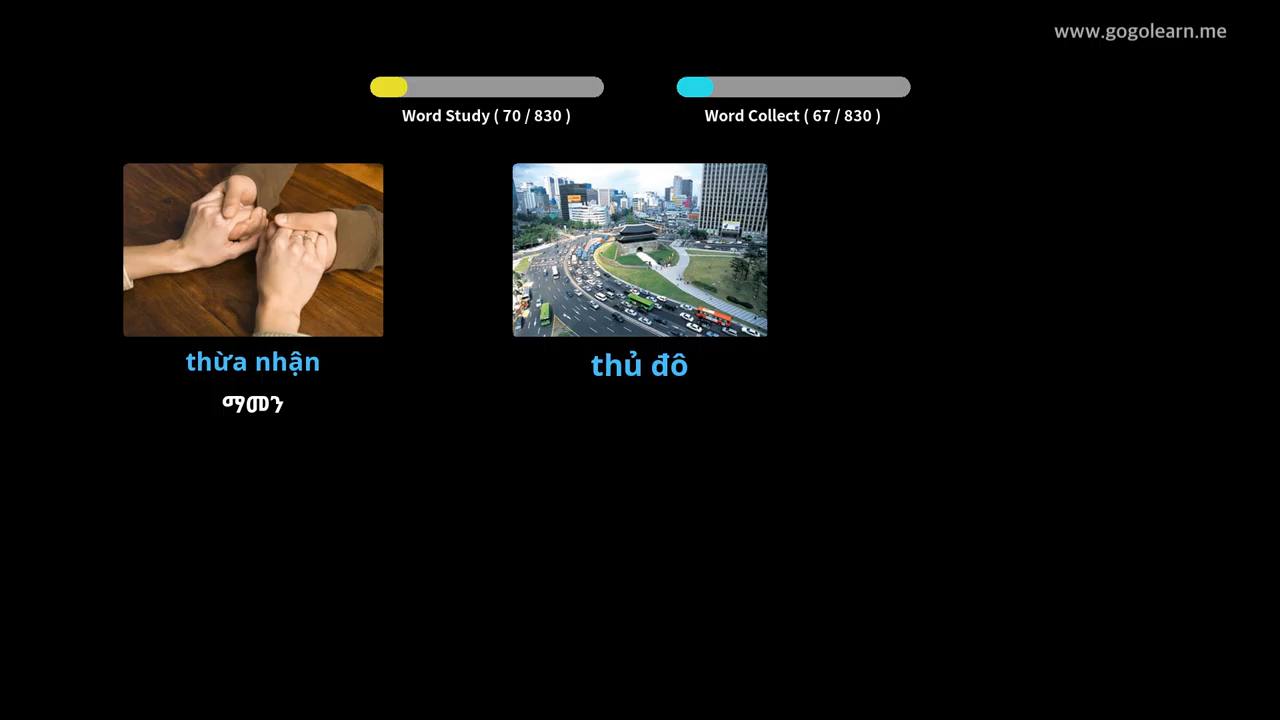 www.gogolearn.me
Word Study ( 70 / 830 )
Word Collect ( 67 / 830 )
thừa nhận
ማመን
thủ đô